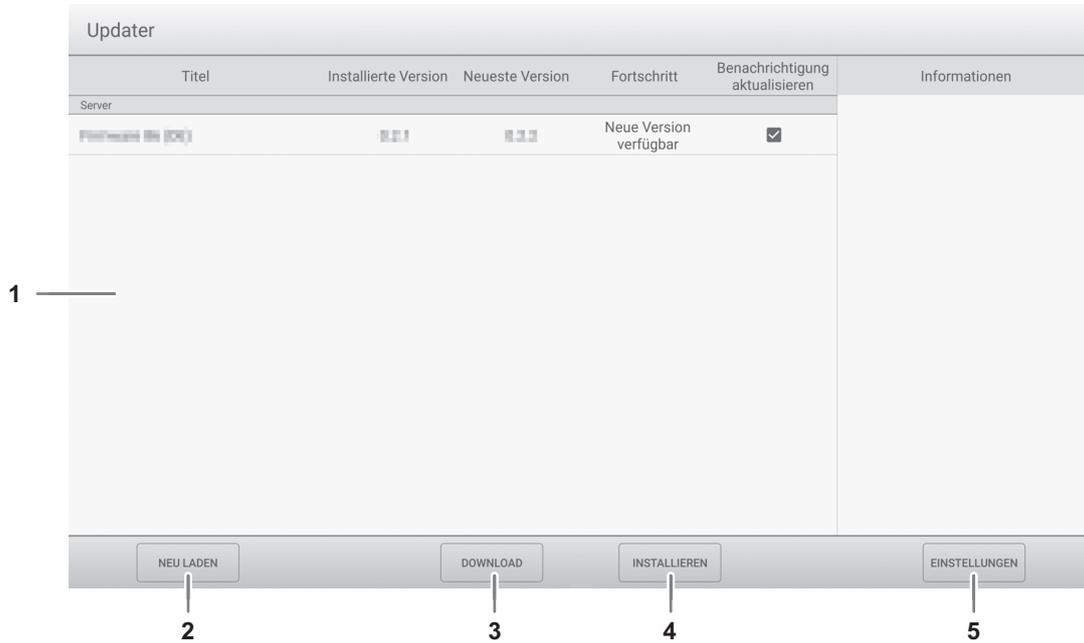 Updater
Titel
Installierte Version
Neueste Version
Fortschritt
Benachrichtigung
aktualisieren
Informationen
Server
Neue Version
verfügbar
1
NEU LADEN
DOWNLOAD
INSTALLIEREN
EINSTELLUNGEN
2
3
4
5